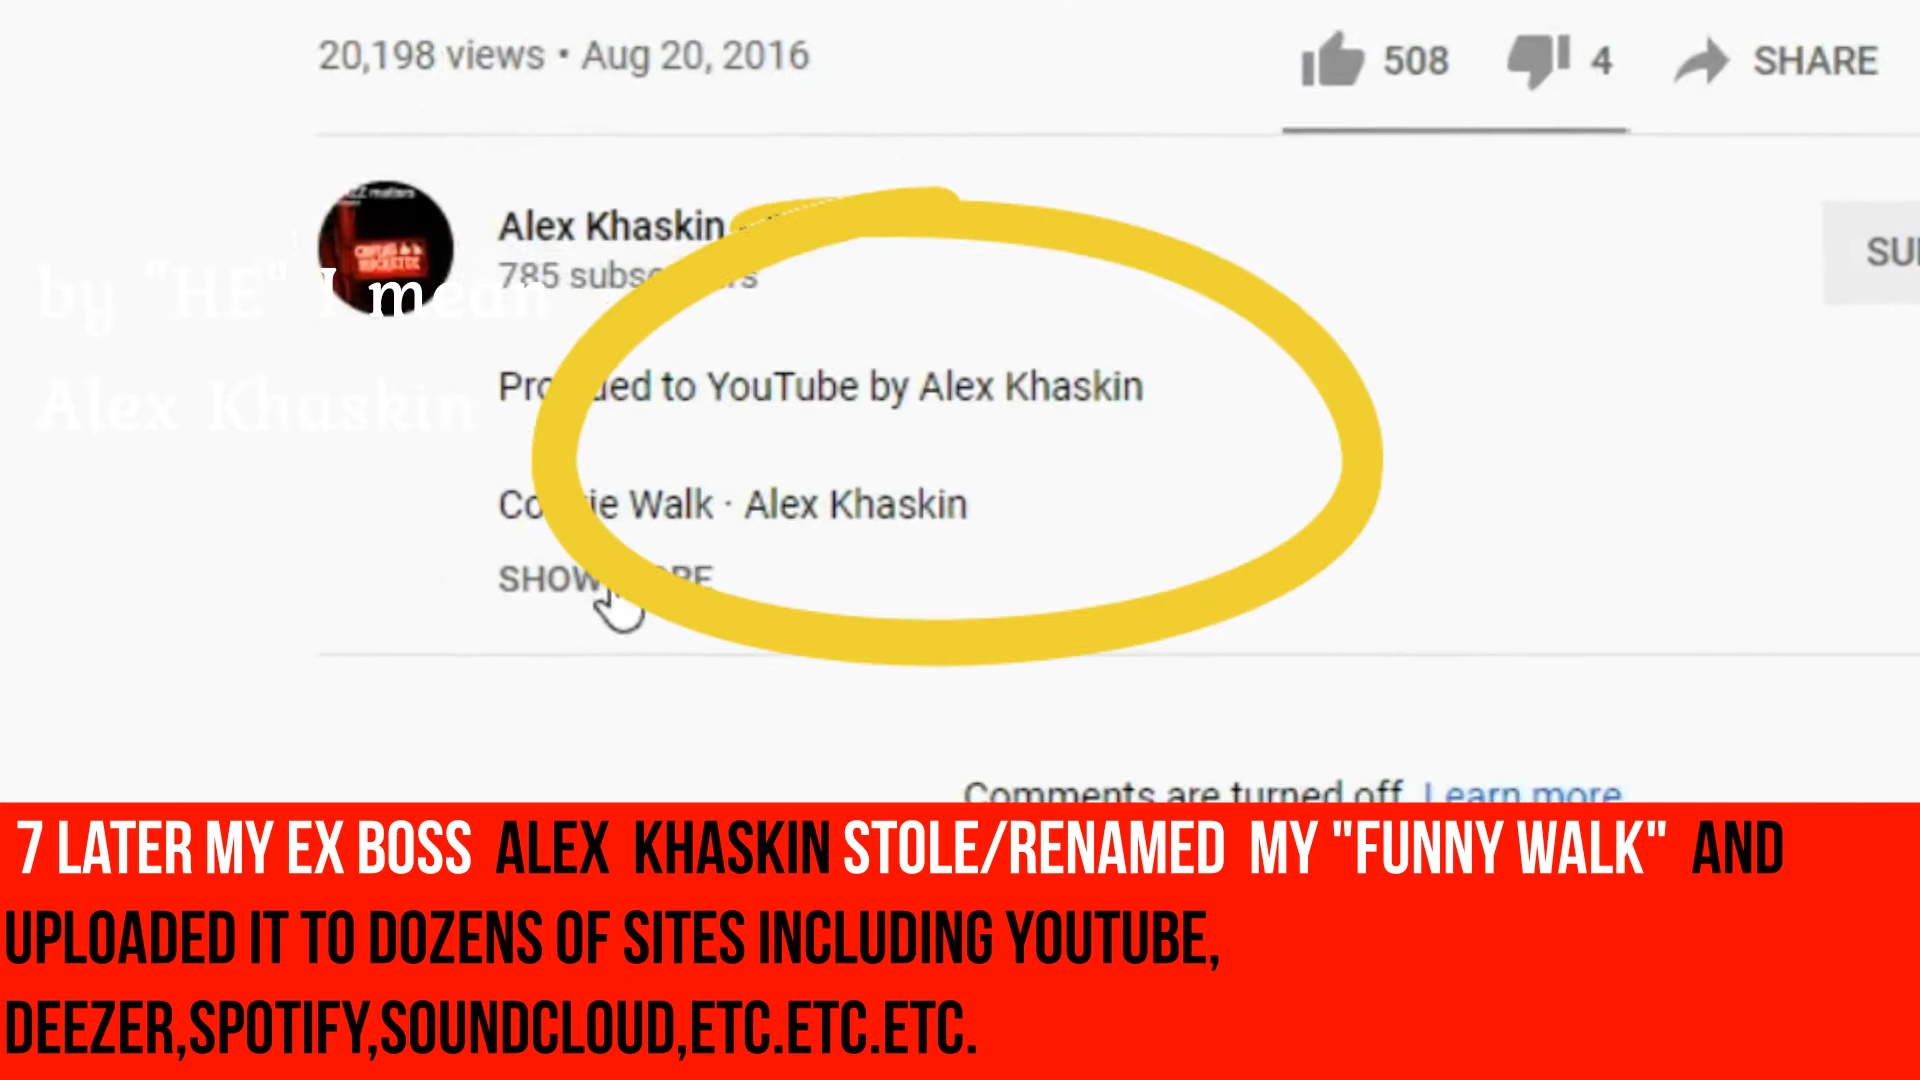 20,198 views • Aug 20, 2016
508 4 SHARE
Alex Khaskin
785
by "HE" I mean
Provided to YouTube by Alex Khaskin
Alex Khaskin
Walk · Alex Khaskin
SHOW MORE
Comments are turned off. Learn more
7 LATER MY EX BOSS ALEX KHASKIN STOLE/RENAMED MY "FUNNY WALK" AND
UPLOADED IT TO DOZENS OF SITES INCLUDING YOUTUBE,
DEEZER,SPOTIFY,SOUNDCLOUD,ETC.ETC.ETC.